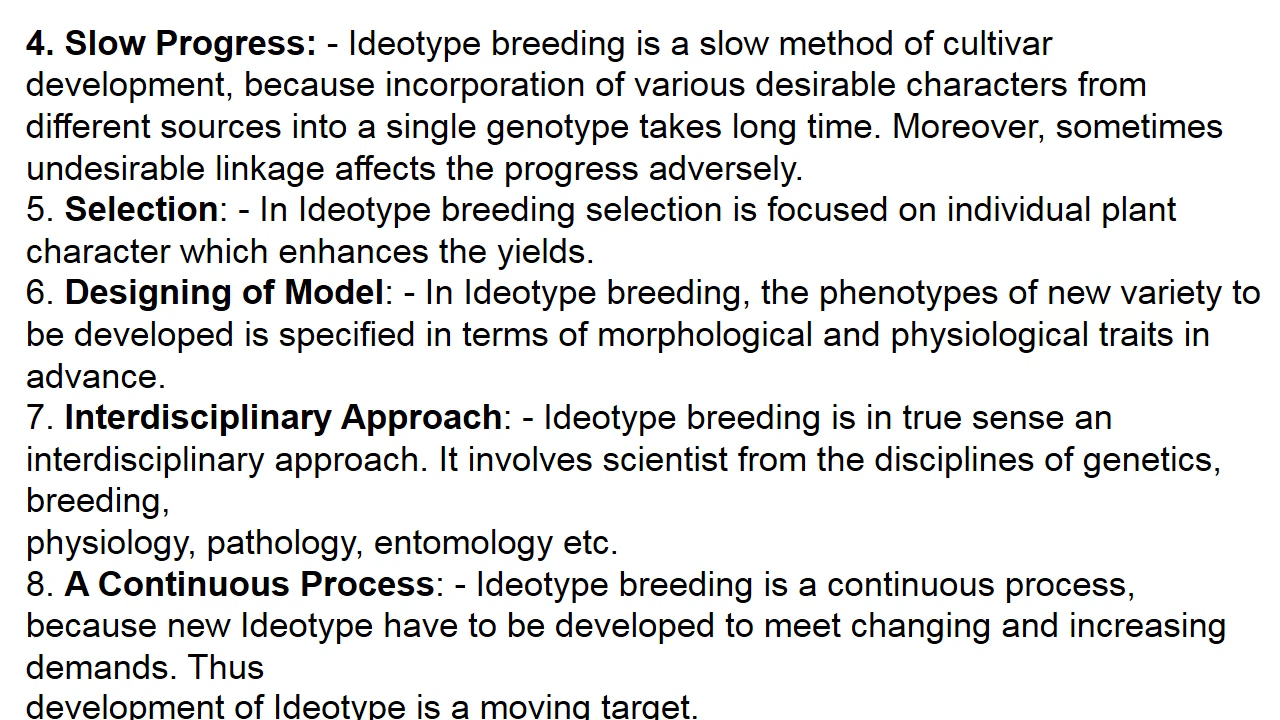 4. Slow Progress: - Ideotype breeding is a slow method of cultivar
development, because incorporation of various desirable characters from
different sources into a single genotype takes long time. Moreover, sometimes
undesirable linkage affects the progress adversely.
5. Selection: - In Ideotype breeding selection is focused on individual plant
character which enhances the yields.
6. Designing of Model: - In Ideotype breeding, the phenotypes of new variety to
be developed is specified in terms of morphological and physiological traits in
advance.
7. Interdisciplinary Approach: - Ideotype breeding is in true sense an
interdisciplinary approach. It involves scientist from the disciplines of genetics,
breeding,
physiology, pathology, entomology etc.
8. A Continuous Process: - Ideotype breeding is a continuous process,
because new Ideotype have to be developed to meet changing and increasing
demands. Thus
development of Ideotype is a moving target.